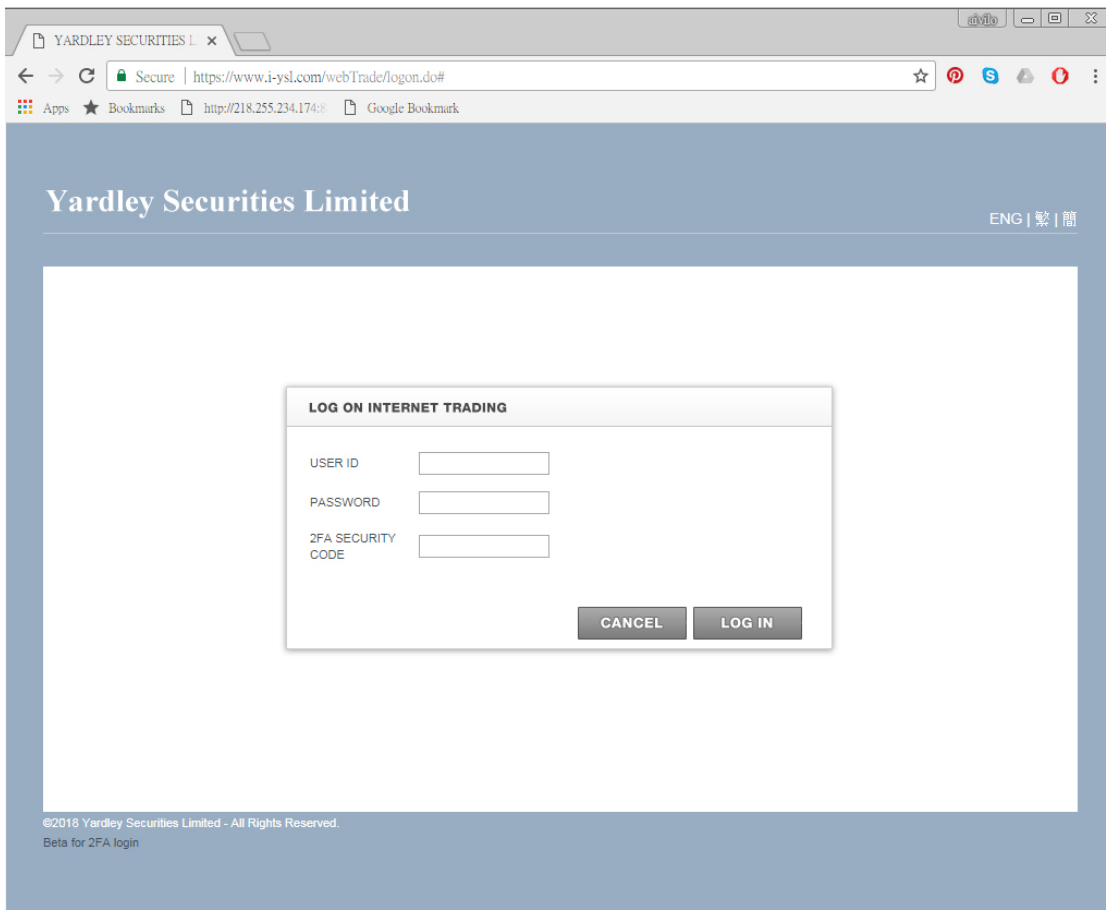 aivilo
YARDLEY SECURITIES L
Secure | https://www.i-ysl.com/webTrade/logon.do#
Apps Bookmarks http://218.255.234.174:8 Google Bookmark
Yardley Securities Limited
ENG | 繁 | 簡
LOG ON INTERNET TRADING
USER ID
PASSWORD
2FA SECURITY
CODE
CANCEL LOG IN
©2018 Yardley Securities Limited - All Rights Reserved.
Beta for 2FA login